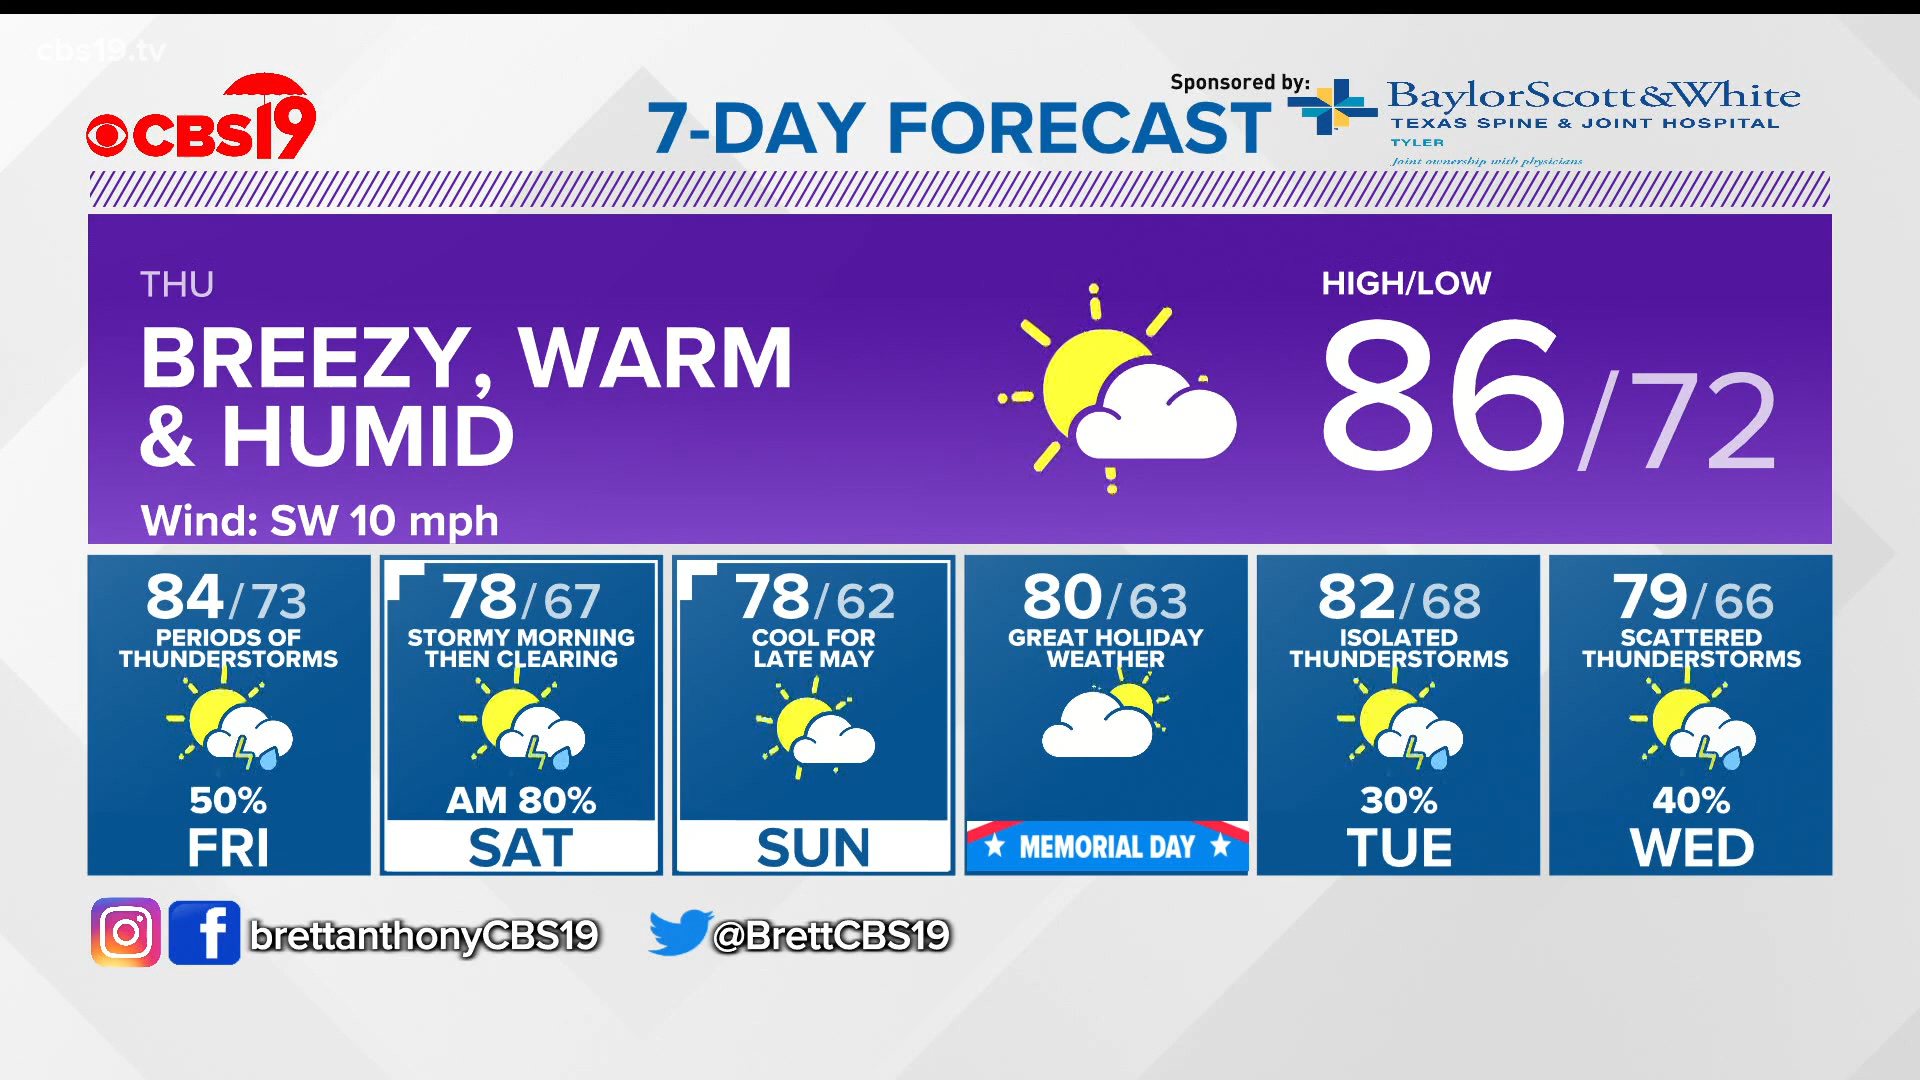 cbs19.tv
CBS19
7-DAY FORECAST
Sponsored by:
BaylorScott&White
TEXAS SPINE & JOINT HOSPITAL
TYLER
Joint ownership with physicians
THU
BREEZY, WARM
& HUMID
Wind: SW 10 mph
HIGH/LOW
86/72
84/73
PERIODS OF
THUNDERSTORMS
50%
FRI
78/67
STORMY MORNING
THEN CLEARING
AM 80%
SAT
78/62
COOL FOR
LATE MAY
SUN
80/63
GREAT HOLIDAY
WEATHER
MEMORIAL DAY
82/68
ISOLATED
THUNDERSTORMS
30%
TUE
79/66
SCATTERED
THUNDERSTORMS
40%
WED
brettanthonyCBS19
@BrettCBS19